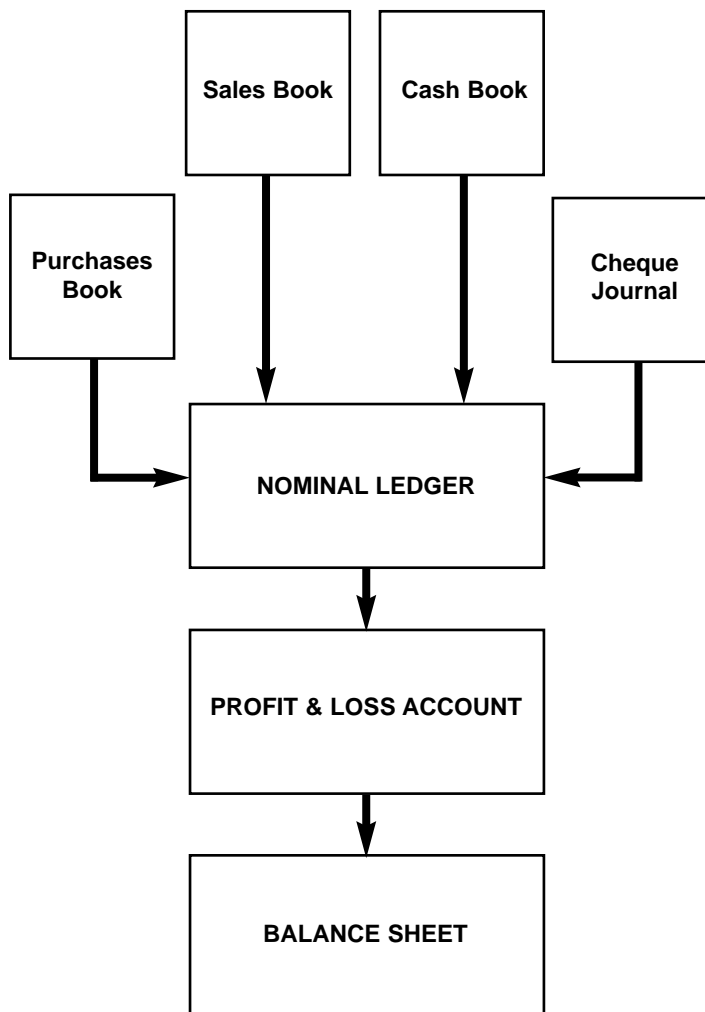 Sales Book
Cash Book
Purchases
Book
Cheque
Journal
NOMINAL LEDGER
PROFIT & LOSS ACCOUNT
BALANCE SHEET